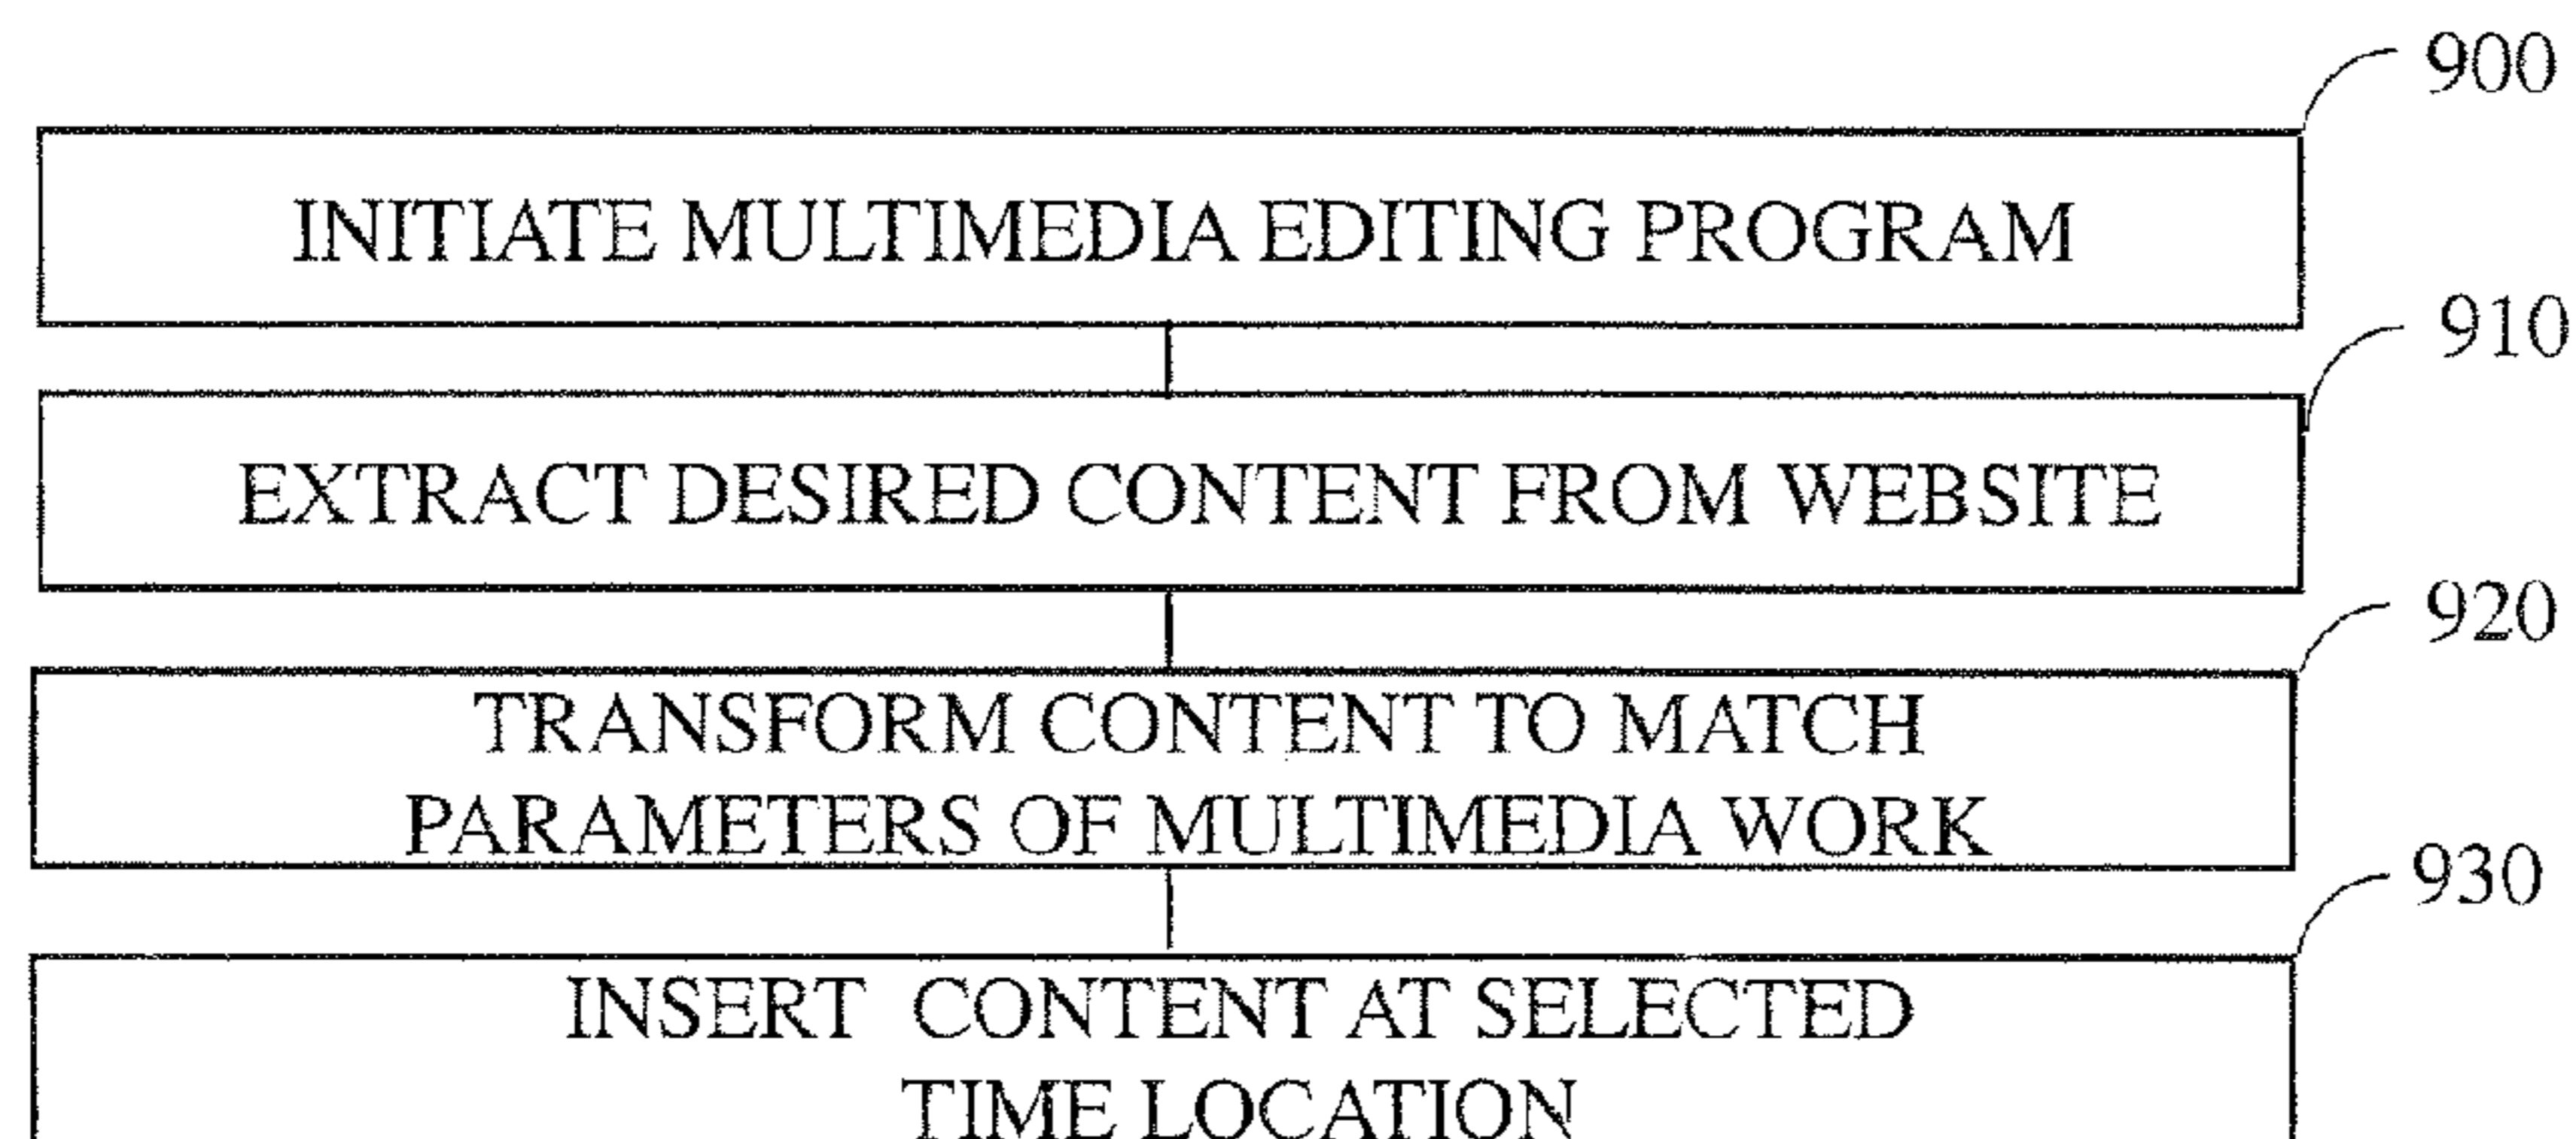 900
INITIATE MULTIMEDIA EDITING PROGRAM
910
EXTRACT DESIRED CONTENT FROM WEBSITE
920
TRANSFORM CONTENT TO MATCH
PARAMETERS OF MULTIMEDIA WORK
930
INSERT CONTENT AT SELECTED
TIME LOCATION